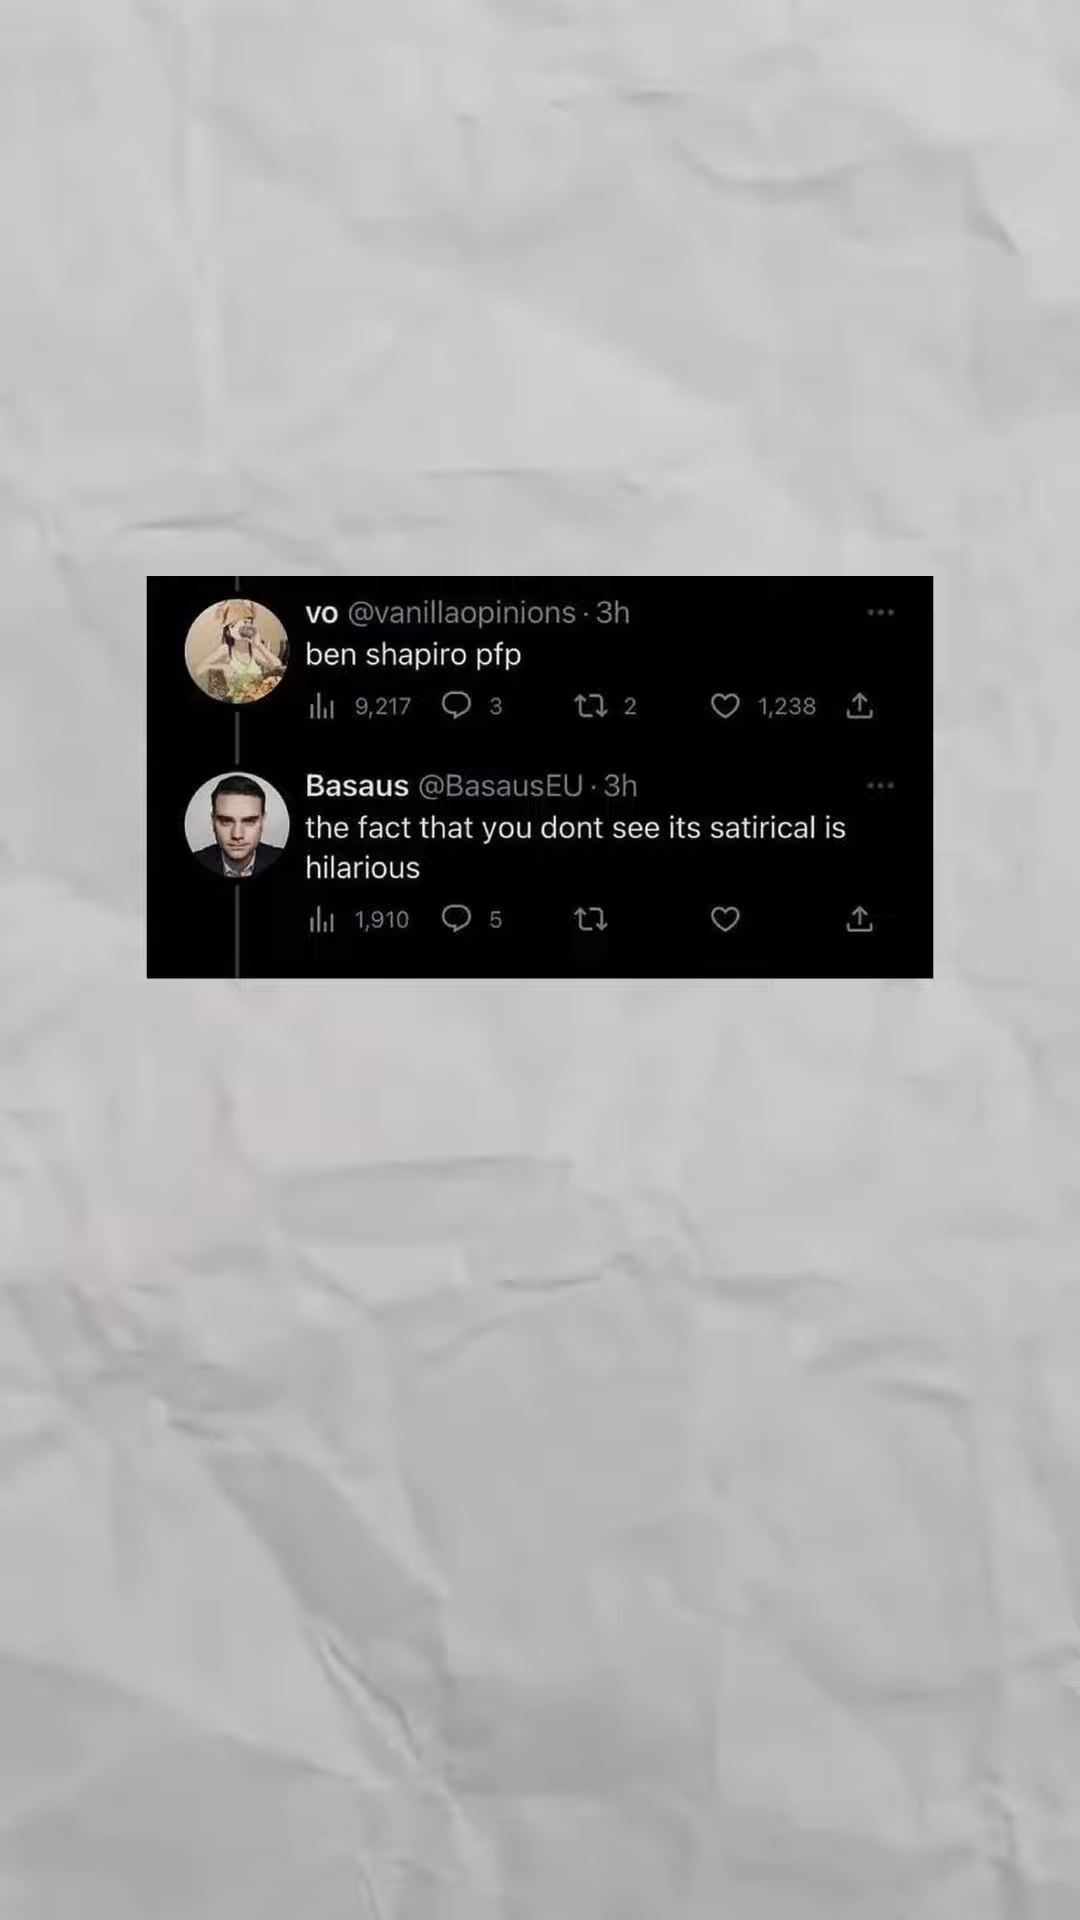 vo @vanillaopinions · 3h
ben shapiro pfp
9,217 3 2 1,238
Basaus @BasausEU · 3h
the fact that you dont see its satirical is
hilarious
1,910 5